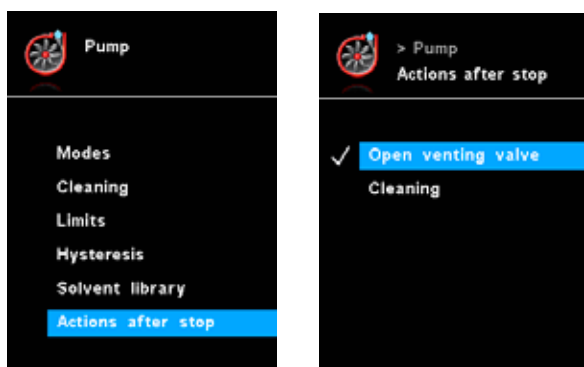 Pump
Modes
Cleaning
Limits
Hysteresis
Solvent library
Actions after stop
> Pump
Actions after stop
Open venting valve
Cleaning